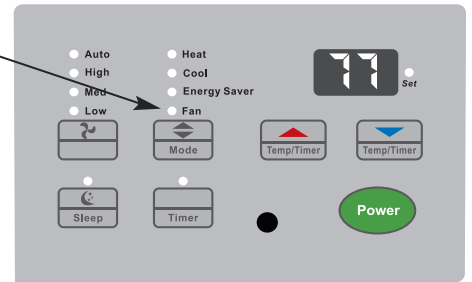 Auto
High
Med
Low
Heat
Cool
Energy Saver
Fan
77
Set
Mode
Temp/Timer
Temp/Timer
Sleep
Timer
Power